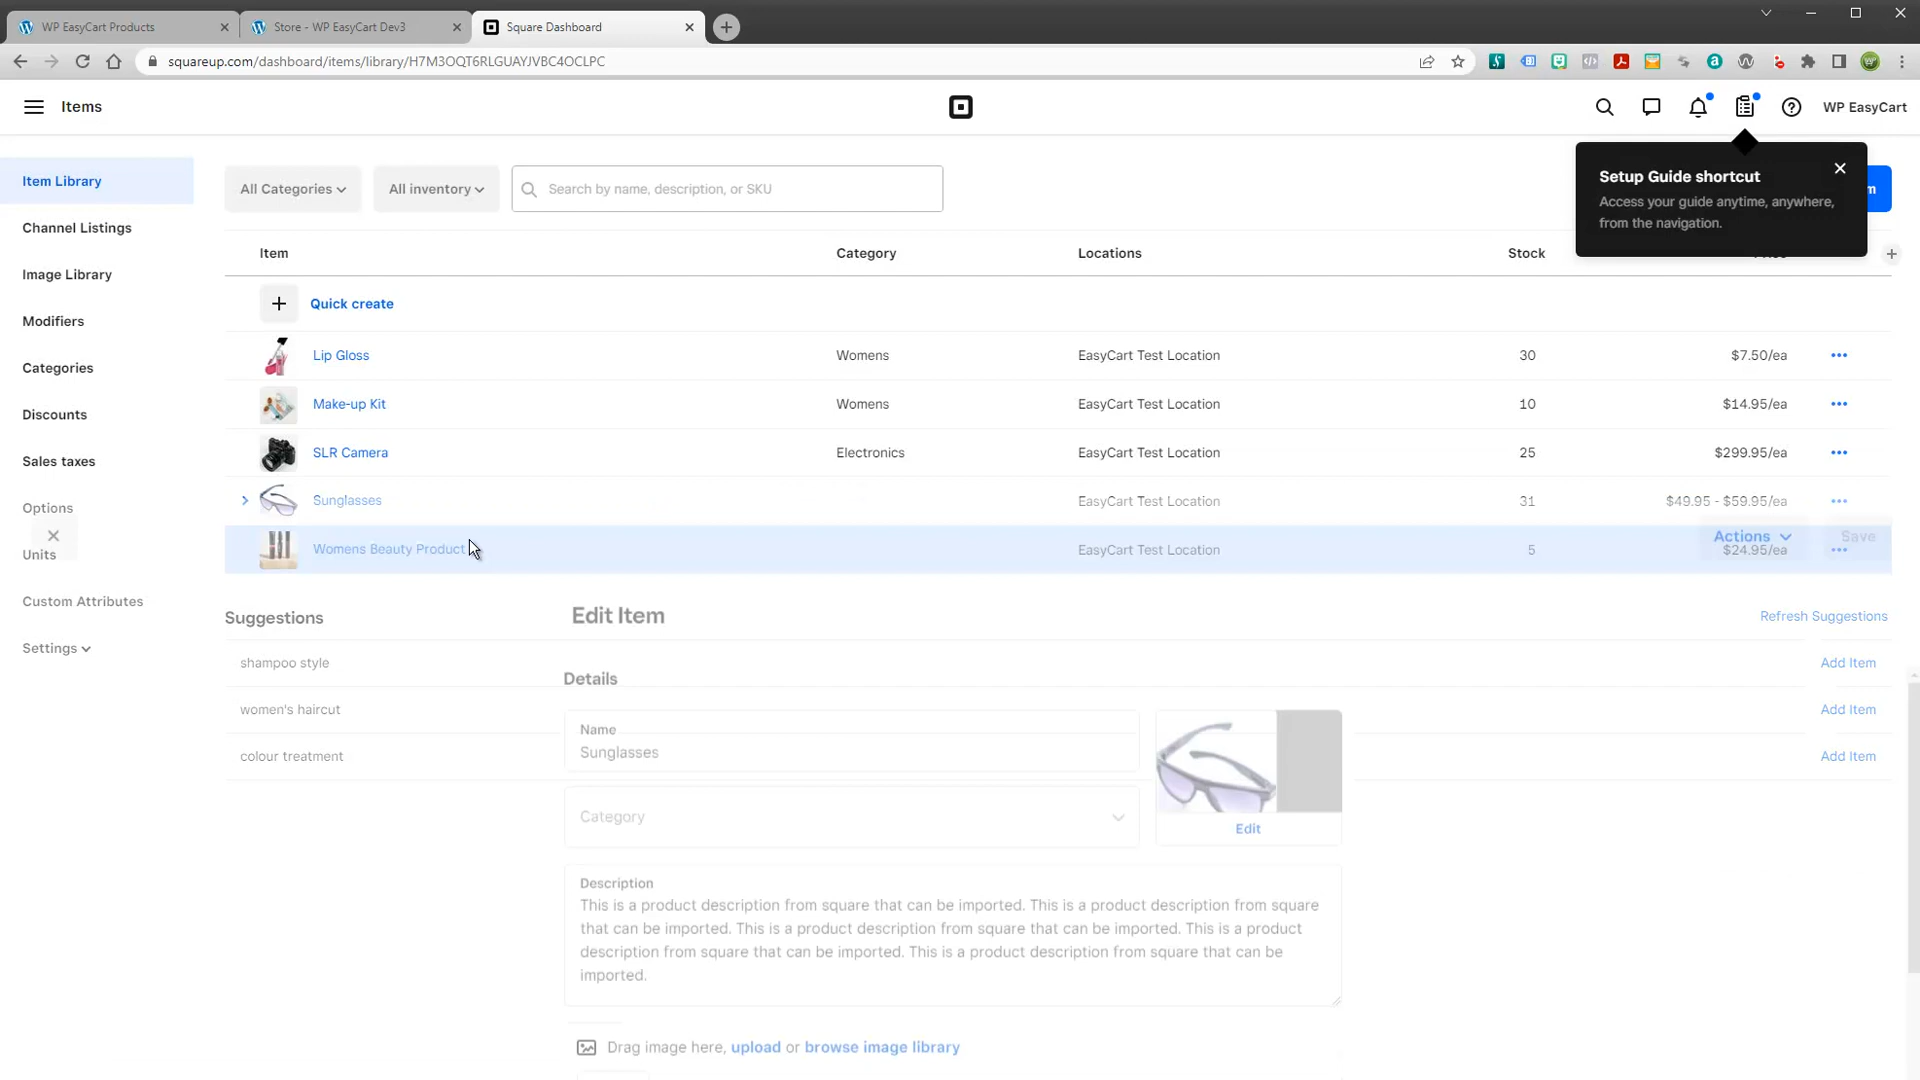 WP EasyCart Products
Store - WP EasyCart Dev3
Square Dashboard
squareup.com/dashboard/items/library/H7M3OQT6RLGUAYJVBC4OCLPC
Items
WP EasyCart
Setup Guide shortcut
Access your guide anytime, anywhere,
from the navigation.
Item Library
Channel Listings
Image Library
Modifiers
Categories
Discounts
Sales taxes
Options
Units
Custom Attributes
Settings
All Categories
All inventory
Search by name, description, or SKU
Item Category Locations Stock
Quick create
Lip Gloss Womens EasyCart Test Location 30 $7.50/ea
Make-up Kit Womens EasyCart Test Location 10 $14.95/ea
SLR Camera Electronics EasyCart Test Location 25 $299.95/ea
Sunglasses EasyCart Test Location 31 $49.95 - $59.95/ea
Womens Beauty Product EasyCart Test Location 5 $24.95/ea
Actions Save
Suggestions
Refresh Suggestions
shampoo style Add Item
women's haircut Add Item
colour treatment Add Item
Edit Item
Details
Name
Sunglasses
Category
Edit
Description
This is a product description from square that can be imported. This is a product description from square
that can be imported. This is a product description from square that can be imported. This is a product
description from square that can be imported. This is a product description from square that can be
imported.
Drag image here, upload or browse image library